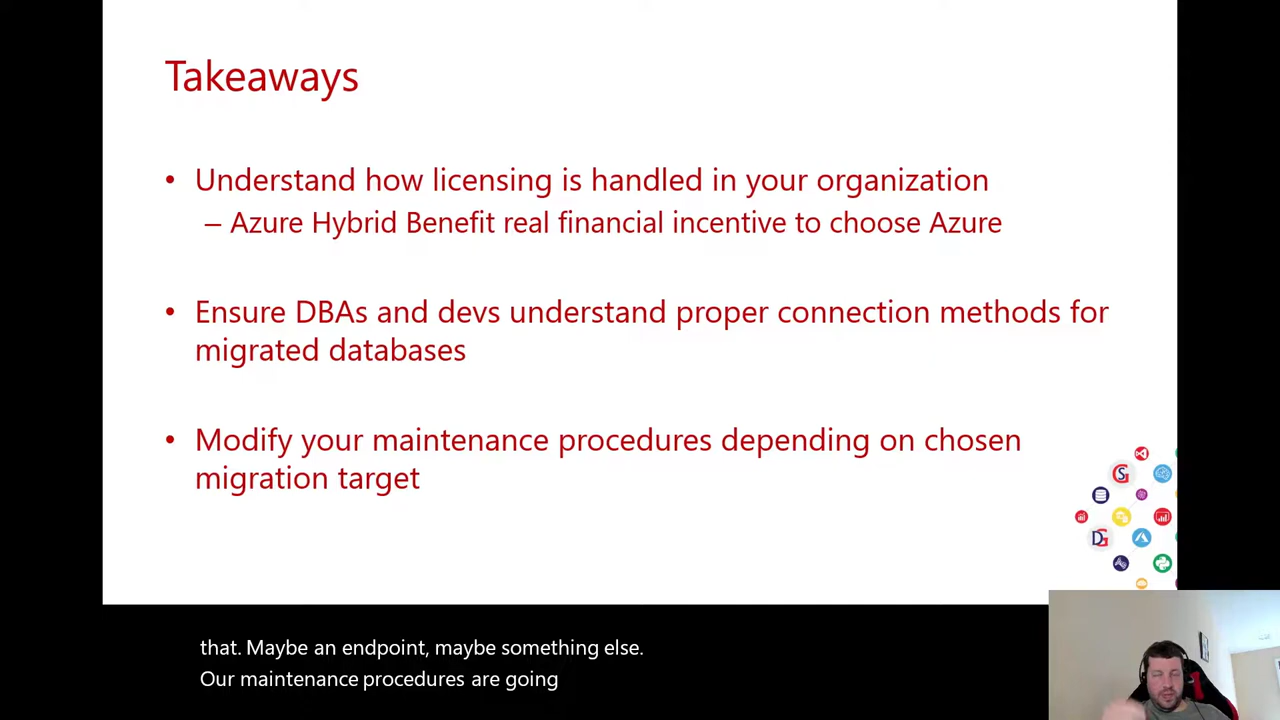 Takeaways
• Understand how licensing is handled in your organization
– Azure Hybrid Benefit real financial incentive to choose Azure
• Ensure DBAs and devs understand proper connection methods for
migrated databases
• Modify your maintenance procedures depending on chosen
migration target
that. Maybe an endpoint, maybe something else.
Our maintenance procedures are going